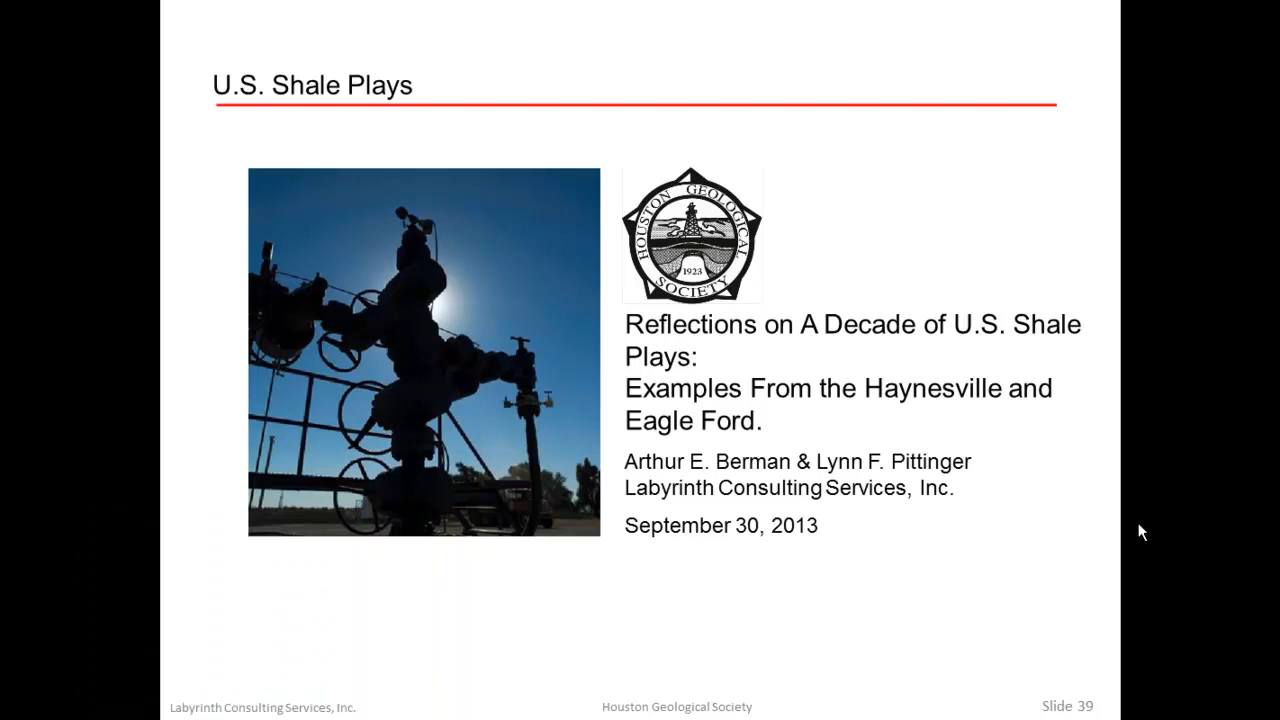 U.S. Shale Plays
HOUSTON GEOLOGICAL
SOCIETY
1923
Reflections on A Decade of U.S. Shale
Plays:
Examples From the Haynesville and
Eagle Ford.
Arthur E. Berman & Lynn F. Pittinger
Labyrinth Consulting Services, Inc.
September 30, 2013
Labyrinth Consulting Services, Inc.
Houston Geological Society
Slide 39